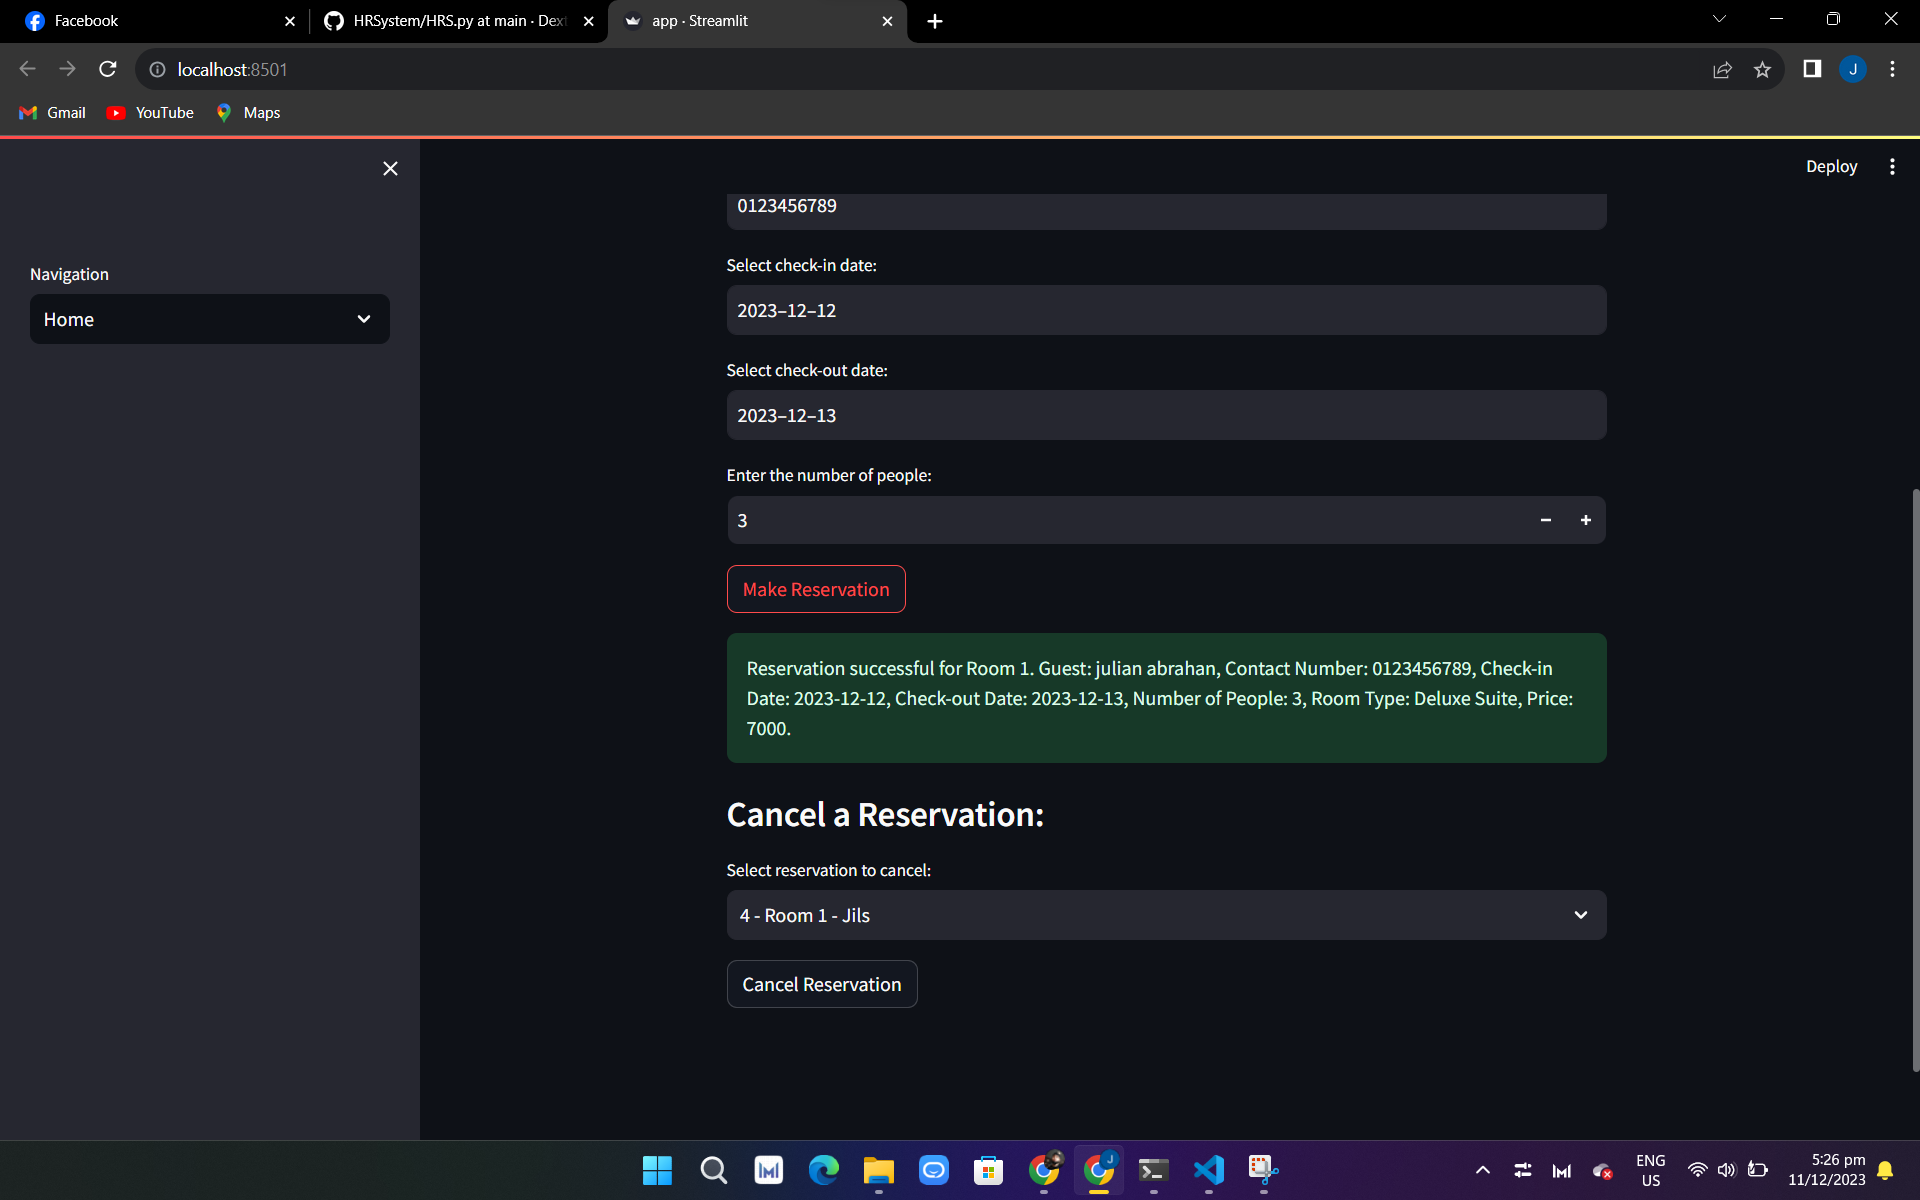 Facebook
HRSystem/HRS.py at main · Dext
app · Streamlit
localhost:8501
J
Gmail
YouTube
Maps
Deploy
Navigation
Home
0123456789
Select check-in date:
2023–12–12
Select check-out date:
2023–12–13
Enter the number of people:
3
Make Reservation
Reservation successful for Room 1. Guest: julian abrahan, Contact Number: 0123456789, Check-in
Date: 2023-12-12, Check-out Date: 2023-12-13, Number of People: 3, Room Type: Deluxe Suite, Price:
7000.
Cancel a Reservation:
Select reservation to cancel:
4 - Room 1 - Jils
Cancel Reservation
J
ENG
US
5:26 pm
11/12/2023